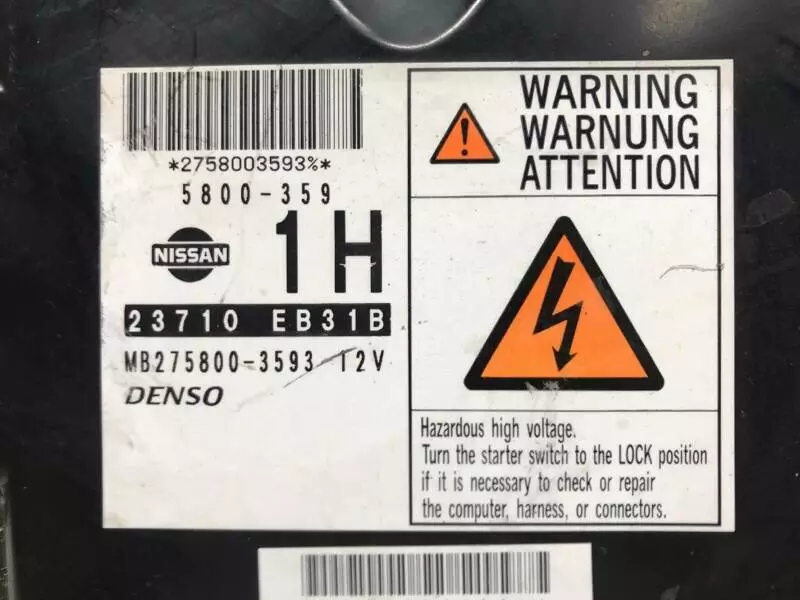 *2758003593%*
5800-359
1H
NISSAN
23710 EB31B
MB275800-3593 12V
DENSO
WARNING
WARNUNG
ATTENTION
Hazardous high voltage.
Turn the starter switch to the LOCK position
if it is necessary to check or repair
the computer, harness, or connectors.